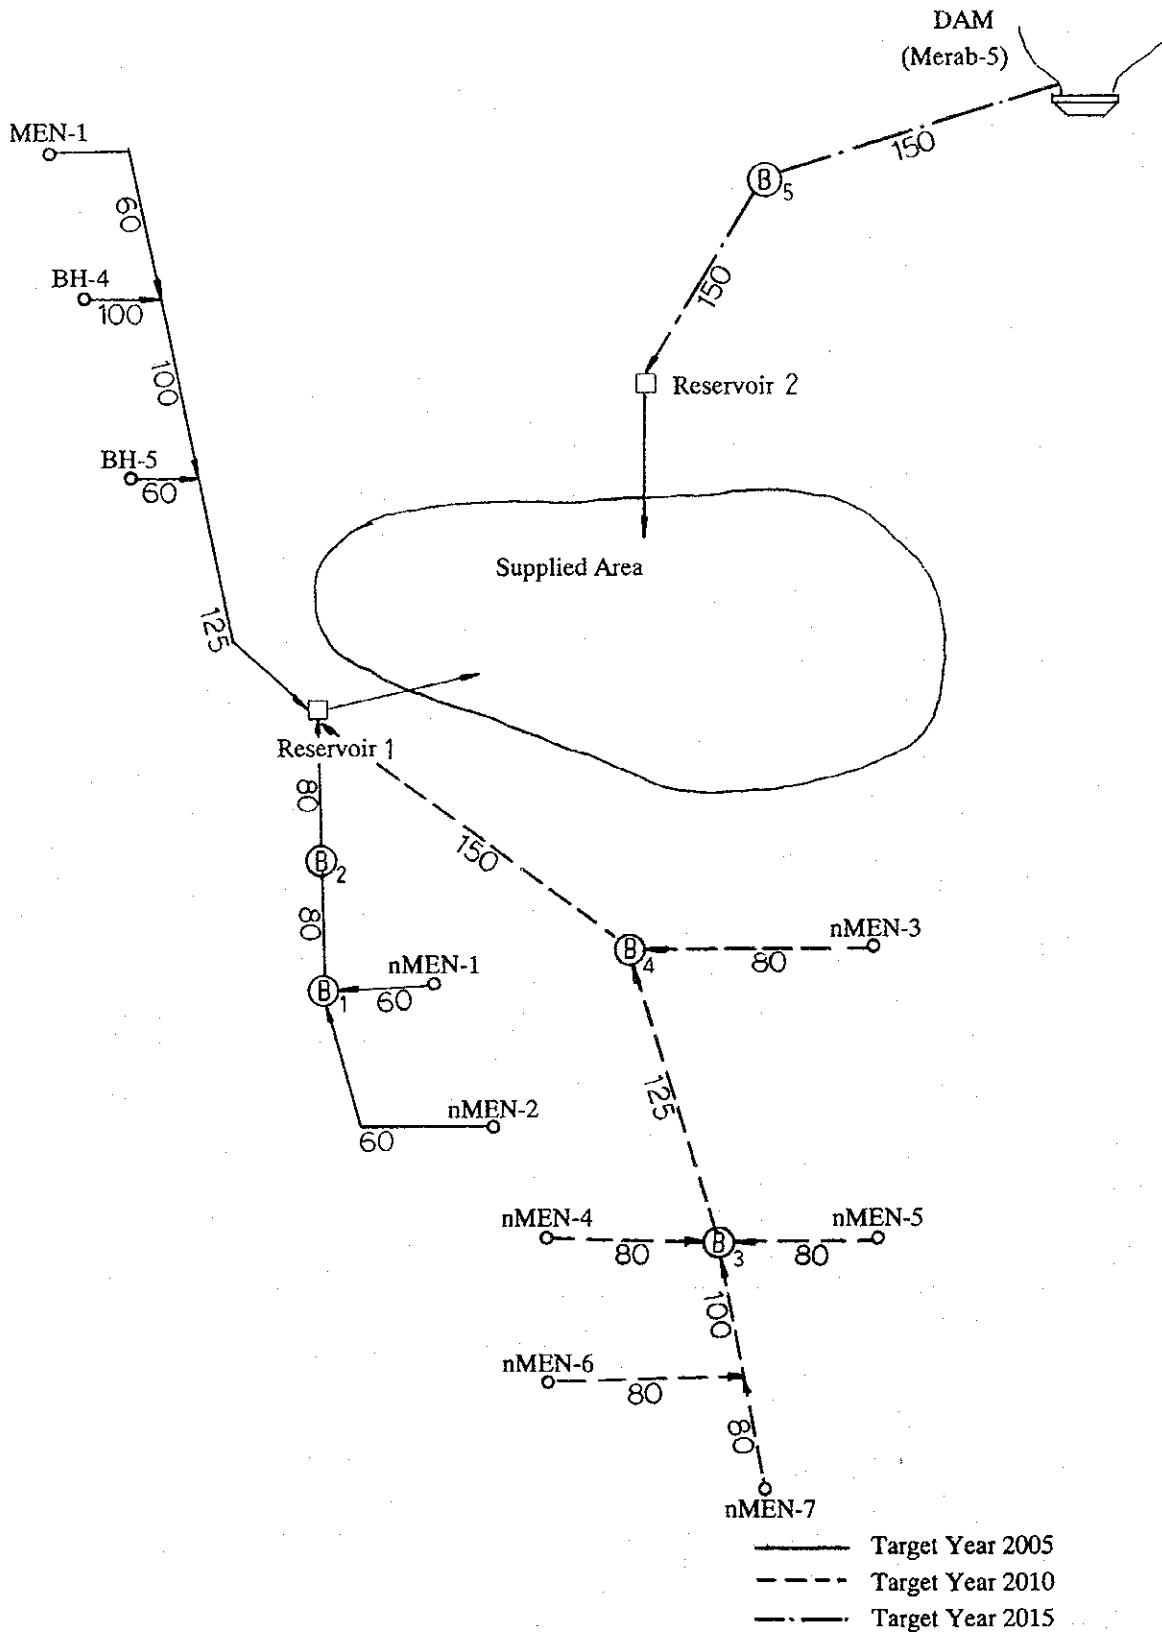 DAM
(Merab-5)
MEN-1
150
B5
60
BH-4
100
150
100
Reservoir 2
BH-5
60
Supplied Area
125
Reservoir 1
80
150
B2
80
nMEN-3
B4
80
nMEN-1
B1
60
125
nMEN-2
60
nMEN-4
nMEN-5
80
B3
80
100
nMEN-6
80
80
nMEN-7
Target Year 2005
Target Year 2010
Target Year 2015